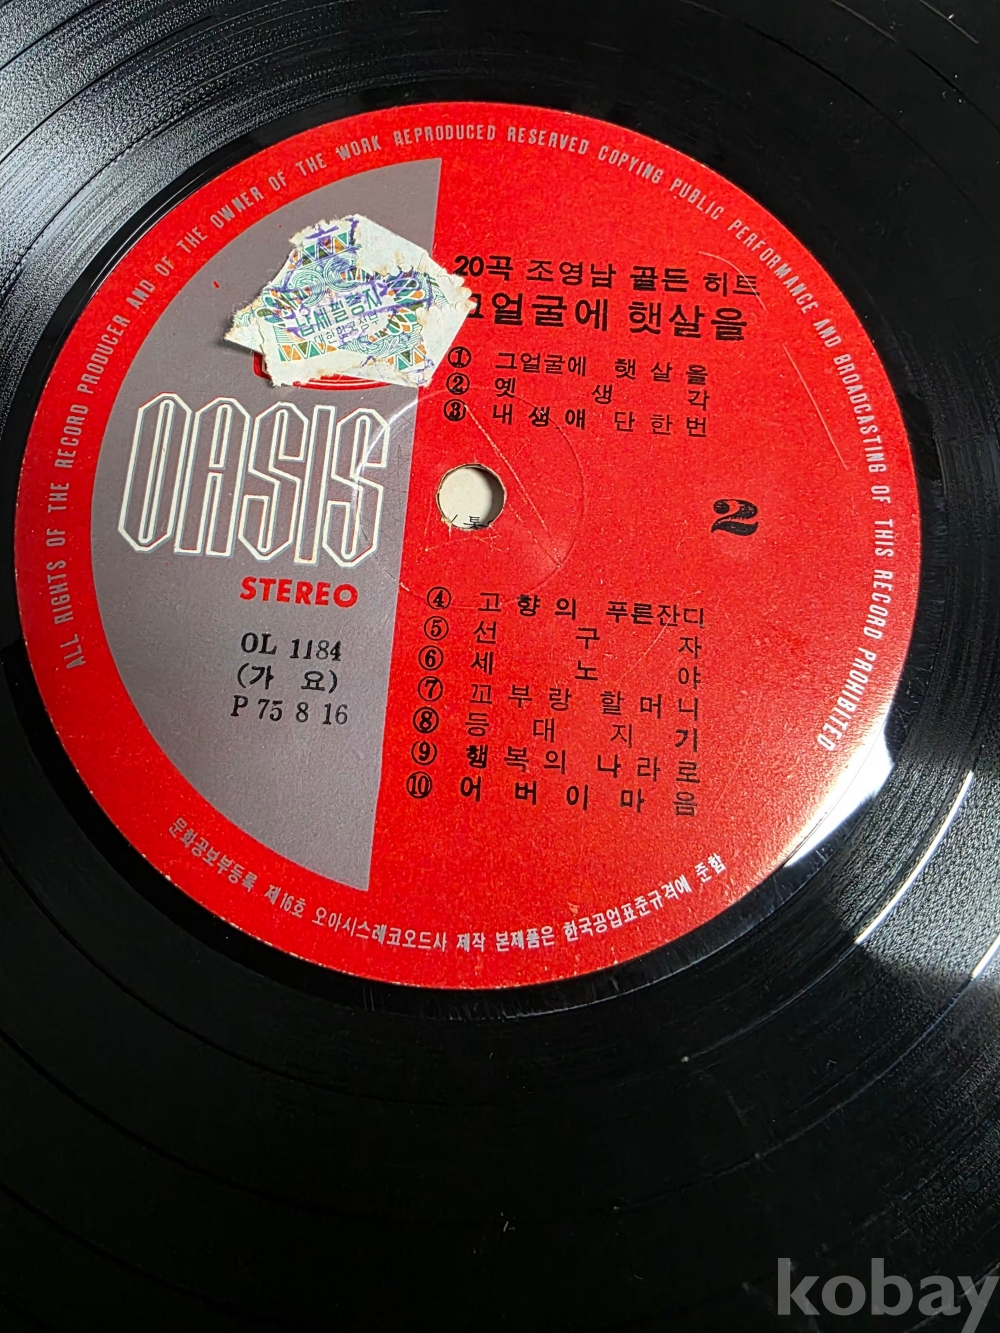 ALL RIGHTS OF THE RECORD PRODUCER AND OF THE OWNER OF THE WORK REPRODUCED RESERVED COPYING PUBLIC PERFORMANCE AND BROADCASTING OF THIS RECORD PROHIBITED
20곡 조영남 골든 히트
그얼굴에 햇살을
① 그얼굴에 햇살을
② 옛생각
③ 내생애 단한번
대한한국음반
OASIS
STEREO
2
OL 1184
(가요)
P 75 8 16
④ 고향의 푸른잔디
⑤ 선구자
⑥ 세노야
⑦ 꼬부랑 할머니
⑧ 등대지기
⑨ 행복의 나라로
⑩ 어버이마음
문화공보부등록 제16호 오아시스레코오드사 제작 본제품은 한국공업표준규격에 준함
kobay